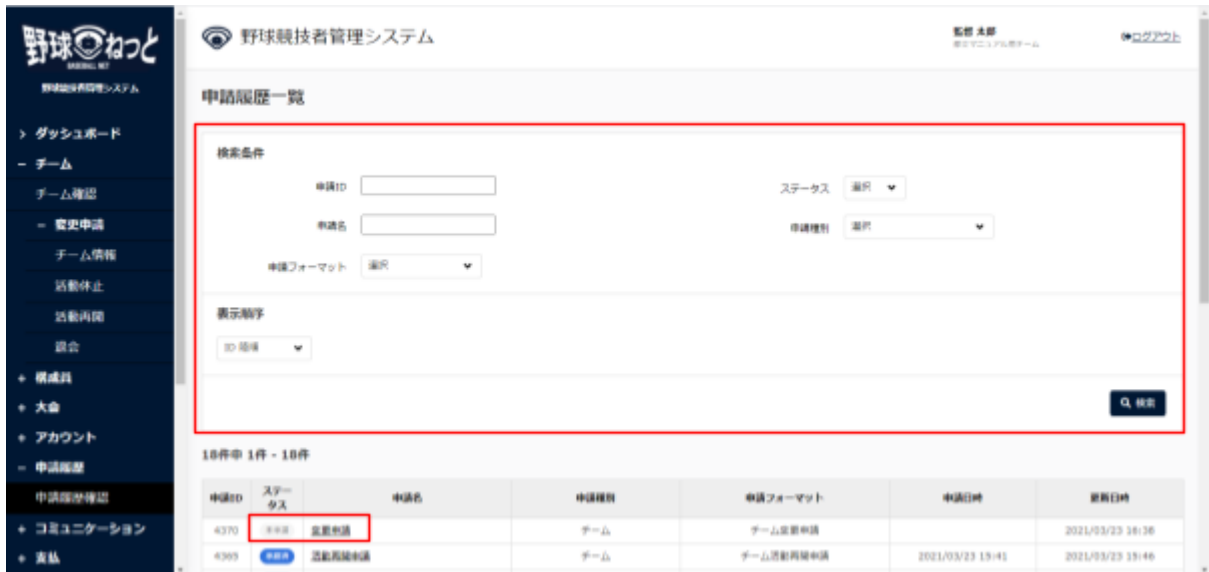 野球ねっと
BASEBALL NET
野球競技者管理システム
> ダッシュボード
− チーム
チーム確認
− 変更申請
チーム情報
活動休止
活動再開
退会
+ 構成員
+ 大会
+ アカウント
− 申請履歴
申請履歴確認
+ コミュニケーション
+ 支払
野球競技者管理システム
監督 太郎
ログアウト
申請履歴一覧
検索条件
申請ID
ステータス 選択
申請名
申請種別 選択
申請フォーマット 選択
表示順序
ID 降順
検索
18件中 1件 - 18件
申請ID ステータス 申請名 申請種別 申請フォーマット 申請日時 更新日時
4370 変更申請 チーム チーム変更申請 2021/03/23 16:36
4365 活動再開申請 チーム チーム活動再開申請 2021/03/23 15:41 2021/03/23 15:46